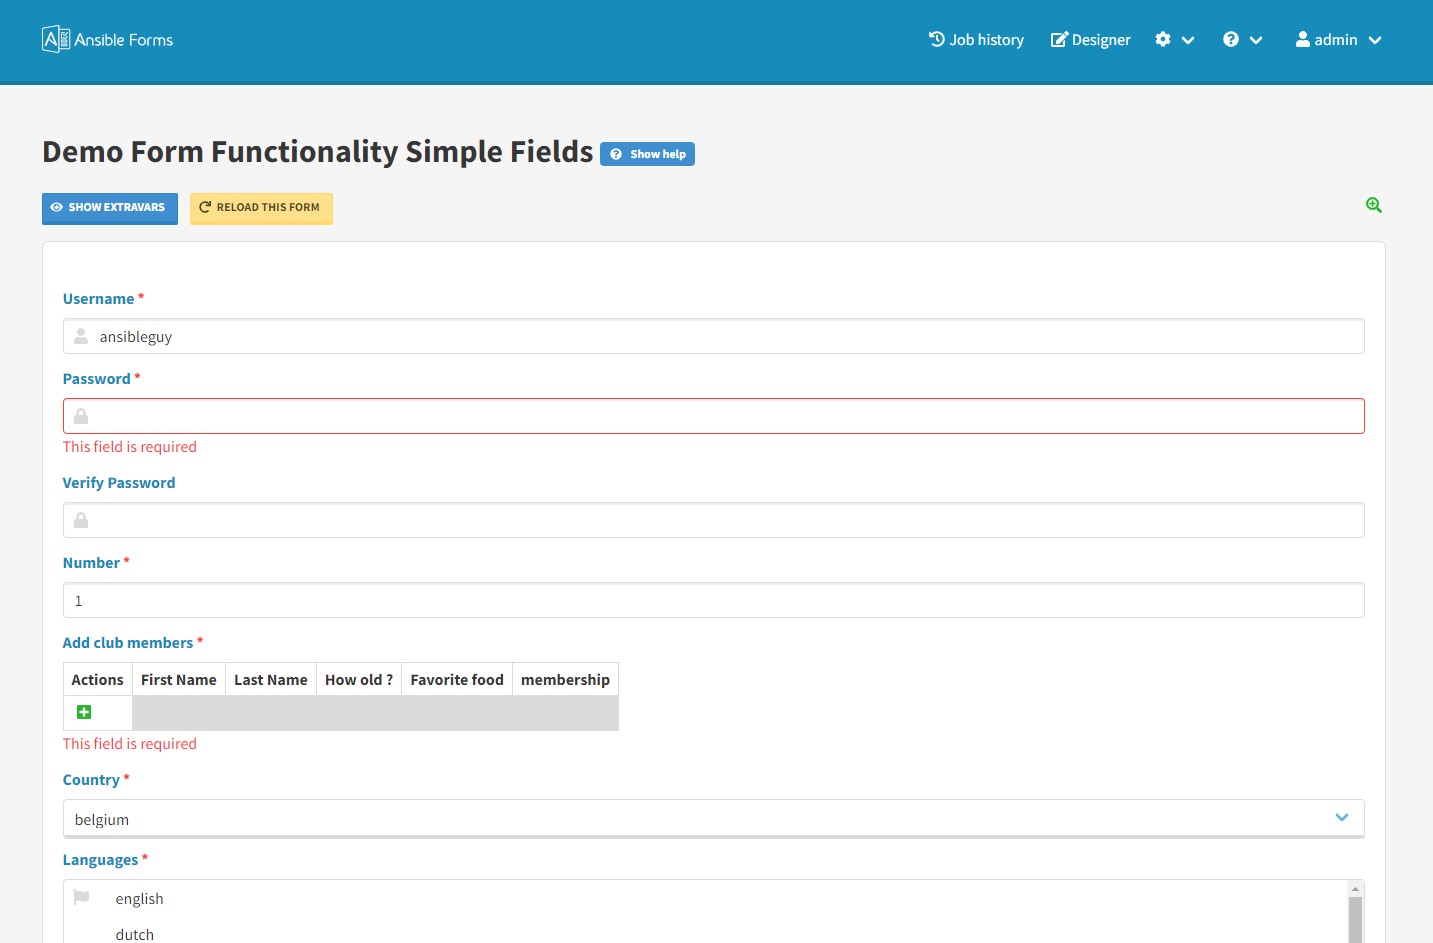 Ansible Forms
Job history
Designer
admin
Demo Form Functionality Simple Fields
Show help
SHOW EXTRAVARS
RELOAD THIS FORM
Username *
ansibleguy
Password *
This field is required
Verify Password
Number *
1
Add club members *
Actions First Name Last Name How old ? Favorite food membership
This field is required
Country *
belgium
Languages *
english
dutch